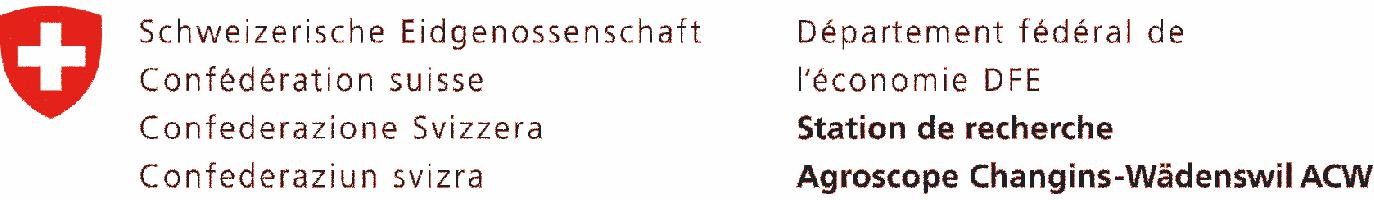 Schweizerische Eidgenossenschaft
Confédération suisse
Confederazione Svizzera
Confederaziun svizra
Département fédéral de
l'économie DFE
Station de recherche
Agroscope Changins-Wädenswil ACW